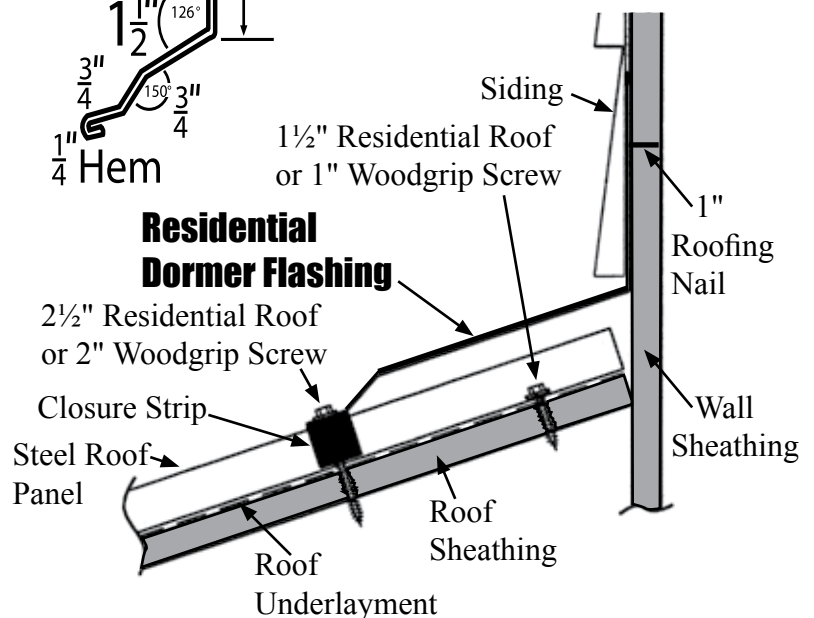 1 1/2"
126°
3/4"
150°
3/4"
1/4" Hem
Siding
1½" Residential Roof
or 1" Woodgrip Screw
1"
Roofing
Nail
Residential
Dormer Flashing
2½" Residential Roof
or 2" Woodgrip Screw
Closure Strip
Steel Roof
Panel
Wall
Sheathing
Roof
Sheathing
Roof
Underlayment